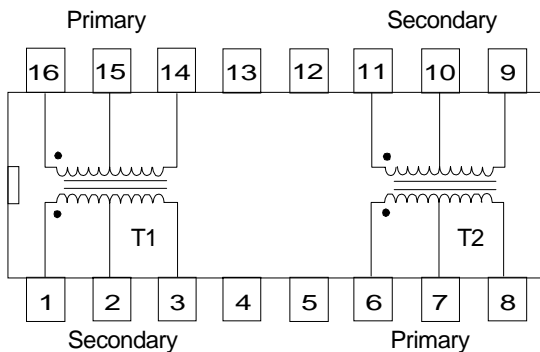 Primary Secondary
16 15 14 13 12 11 10 9
T1 T2
1 2 3 4 5 6 7 8
Secondary Primary